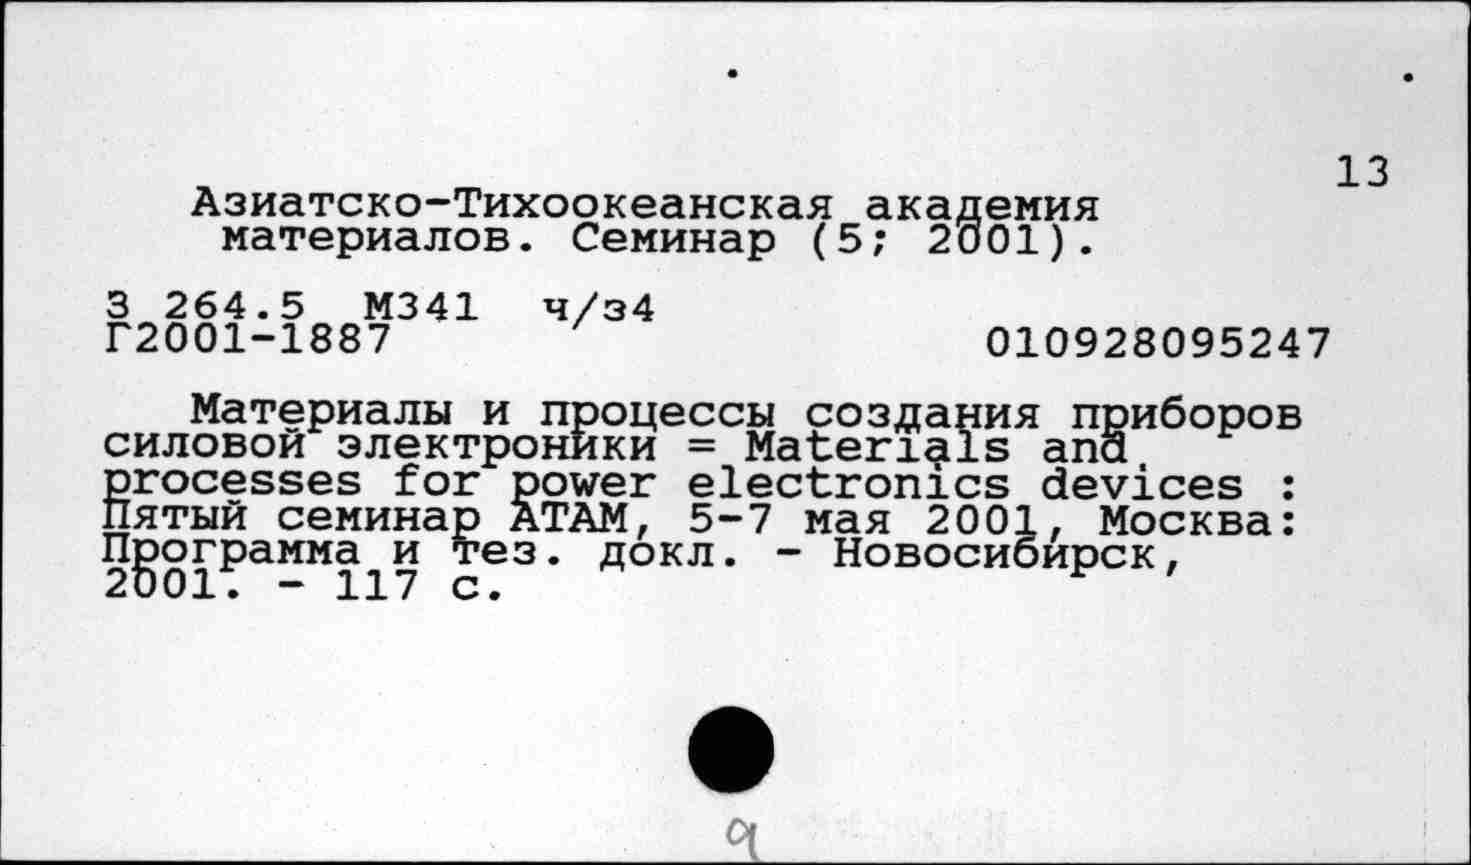 13
Азиатско-Тихоокеанская академия
материалов. Семинар (5; 2001).
З 264.5 М341 ч/з4
Г2001-1887 010928095247
Материалы и процессы создания приборов
силовой электроники = Materials and
processes for power electronics devices :
Пятый семинар АТАМ, 5-7 мая 2001, Москва:
Программа и тез. докл. - Новосибирск,
2001. - 117 с.